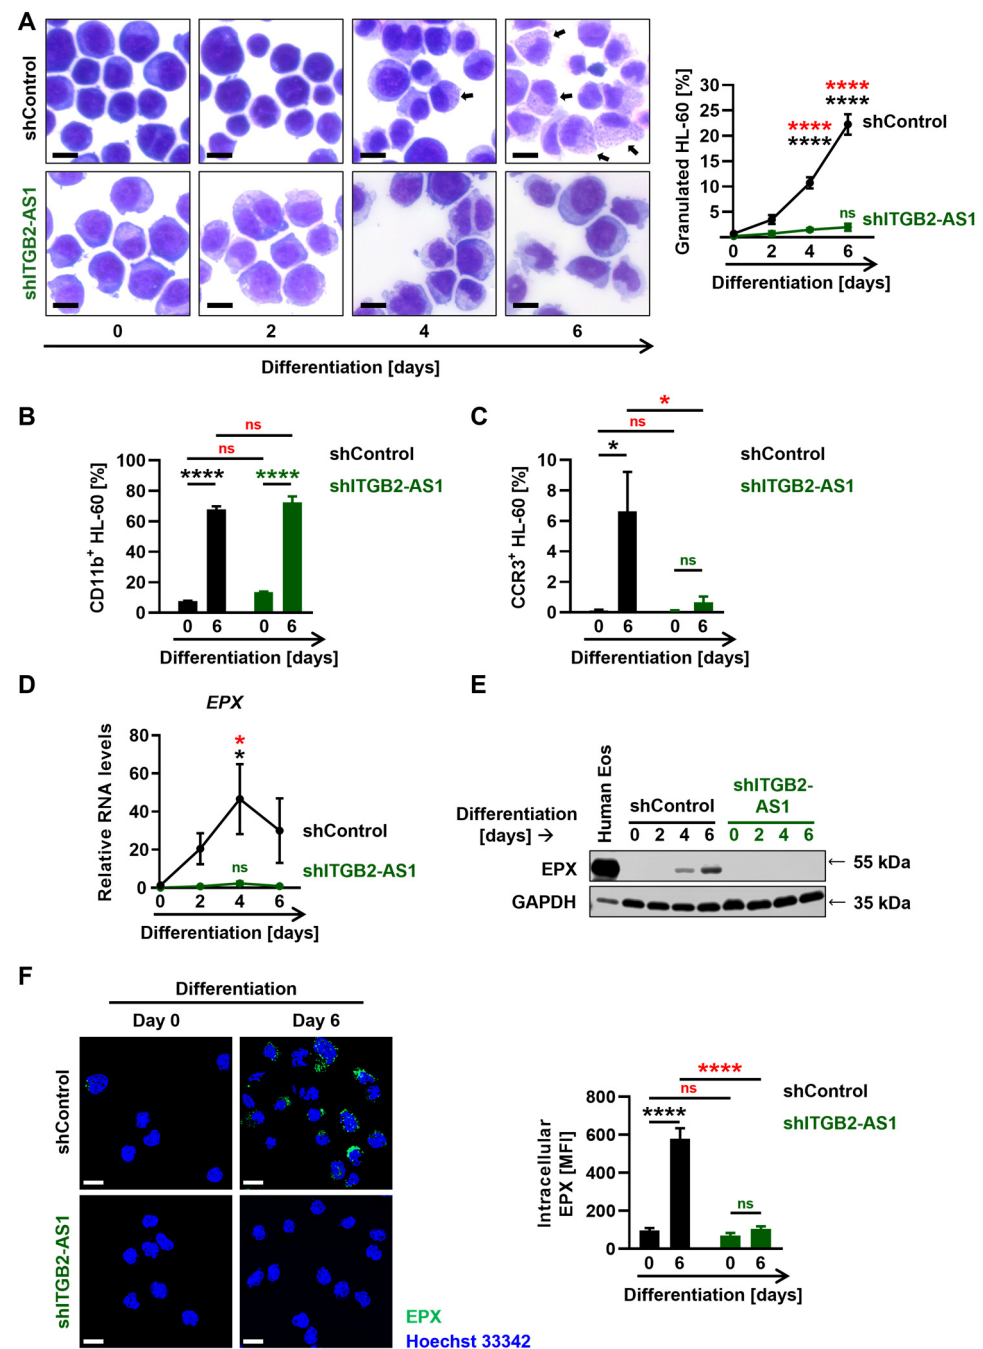 A
shControl
shITGB2-AS1
0 2 4 6
Differentiation [days]
Granulated HL-60 [%]
30
25
20
15
10
5
****
****
****
****
shControl
ns
shITGB2-AS1
0 2 4 6
Differentiation [days]
B
CD11b+ HL-60 [%]
100
80
60
40
20
0
ns
ns
****
****
shControl
shITGB2-AS1
0 6 0 6
Differentiation [days]
C
CCR3+ HL-60 [%]
10
8
6
4
2
0
*
ns
*
ns
shControl
shITGB2-AS1
0 6 0 6
Differentiation [days]
D
EPX
Relative RNA levels
80
60
40
20
0
*
*
shControl
ns
shITGB2-AS1
0 2 4 6
Differentiation [days]
E
Human Eos
shControl
shITGB2-
AS1
Differentiation
[days] →
0 2 4 6 0 2 4 6
EPX
← 55 kDa
GAPDH
← 35 kDa
F
Differentiation
Day 0 Day 6
shControl
shITGB2-AS1
EPX
Hoechst 33342
Intracellular
EPX [MFI]
800
600
400
200
0
****
ns
****
ns
shControl
shITGB2-AS1
0 6 0 6
Differentiation [days]